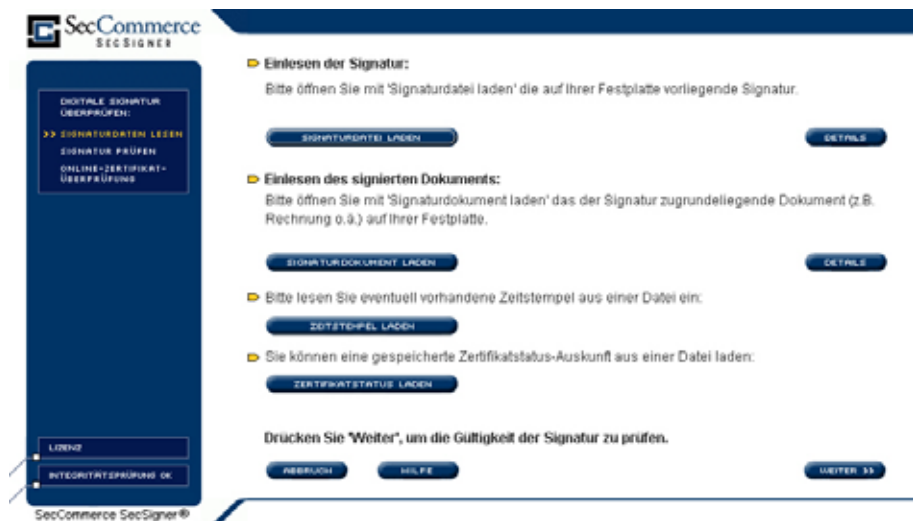 SecCommerce
SECSIGNER
DIGITALE SIGNATUR
ÜBERPRÜFEN:
>> SIGNATURDATEN LESEN
SIGNATUR PRÜFEN
ONLINE-ZERTIFIKAT-
ÜBERPRÜFUNG
LIZENZ
INTEGRITÄTSPRÜFUNG OK
SecCommerce SecSigner®
Einlesen der Signatur:
Bitte öffnen Sie mit 'Signaturdatei laden' die auf Ihrer Festplatte vorliegende Signatur.
SIGNATURDATEI LADEN
DETAILS
Einlesen des signierten Dokuments:
Bitte öffnen Sie mit 'Signaturdokument laden' das der Signatur zugrundeliegende Dokument (z.B.
Rechnung o.ä.) auf Ihrer Festplatte.
SIGNATURDOKUMENT LADEN
DETAILS
Bitte lesen Sie eventuell vorhandene Zeitstempel aus einer Datei ein:
ZEITSTEMPEL LADEN
Sie können eine gespeicherte Zertifikatstatus-Auskunft aus einer Datei laden:
ZERTIFIKATSTATUS LADEN
Drücken Sie 'Weiter', um die Gültigkeit der Signatur zu prüfen.
ABBRUCH
HILFE
WEITER >>